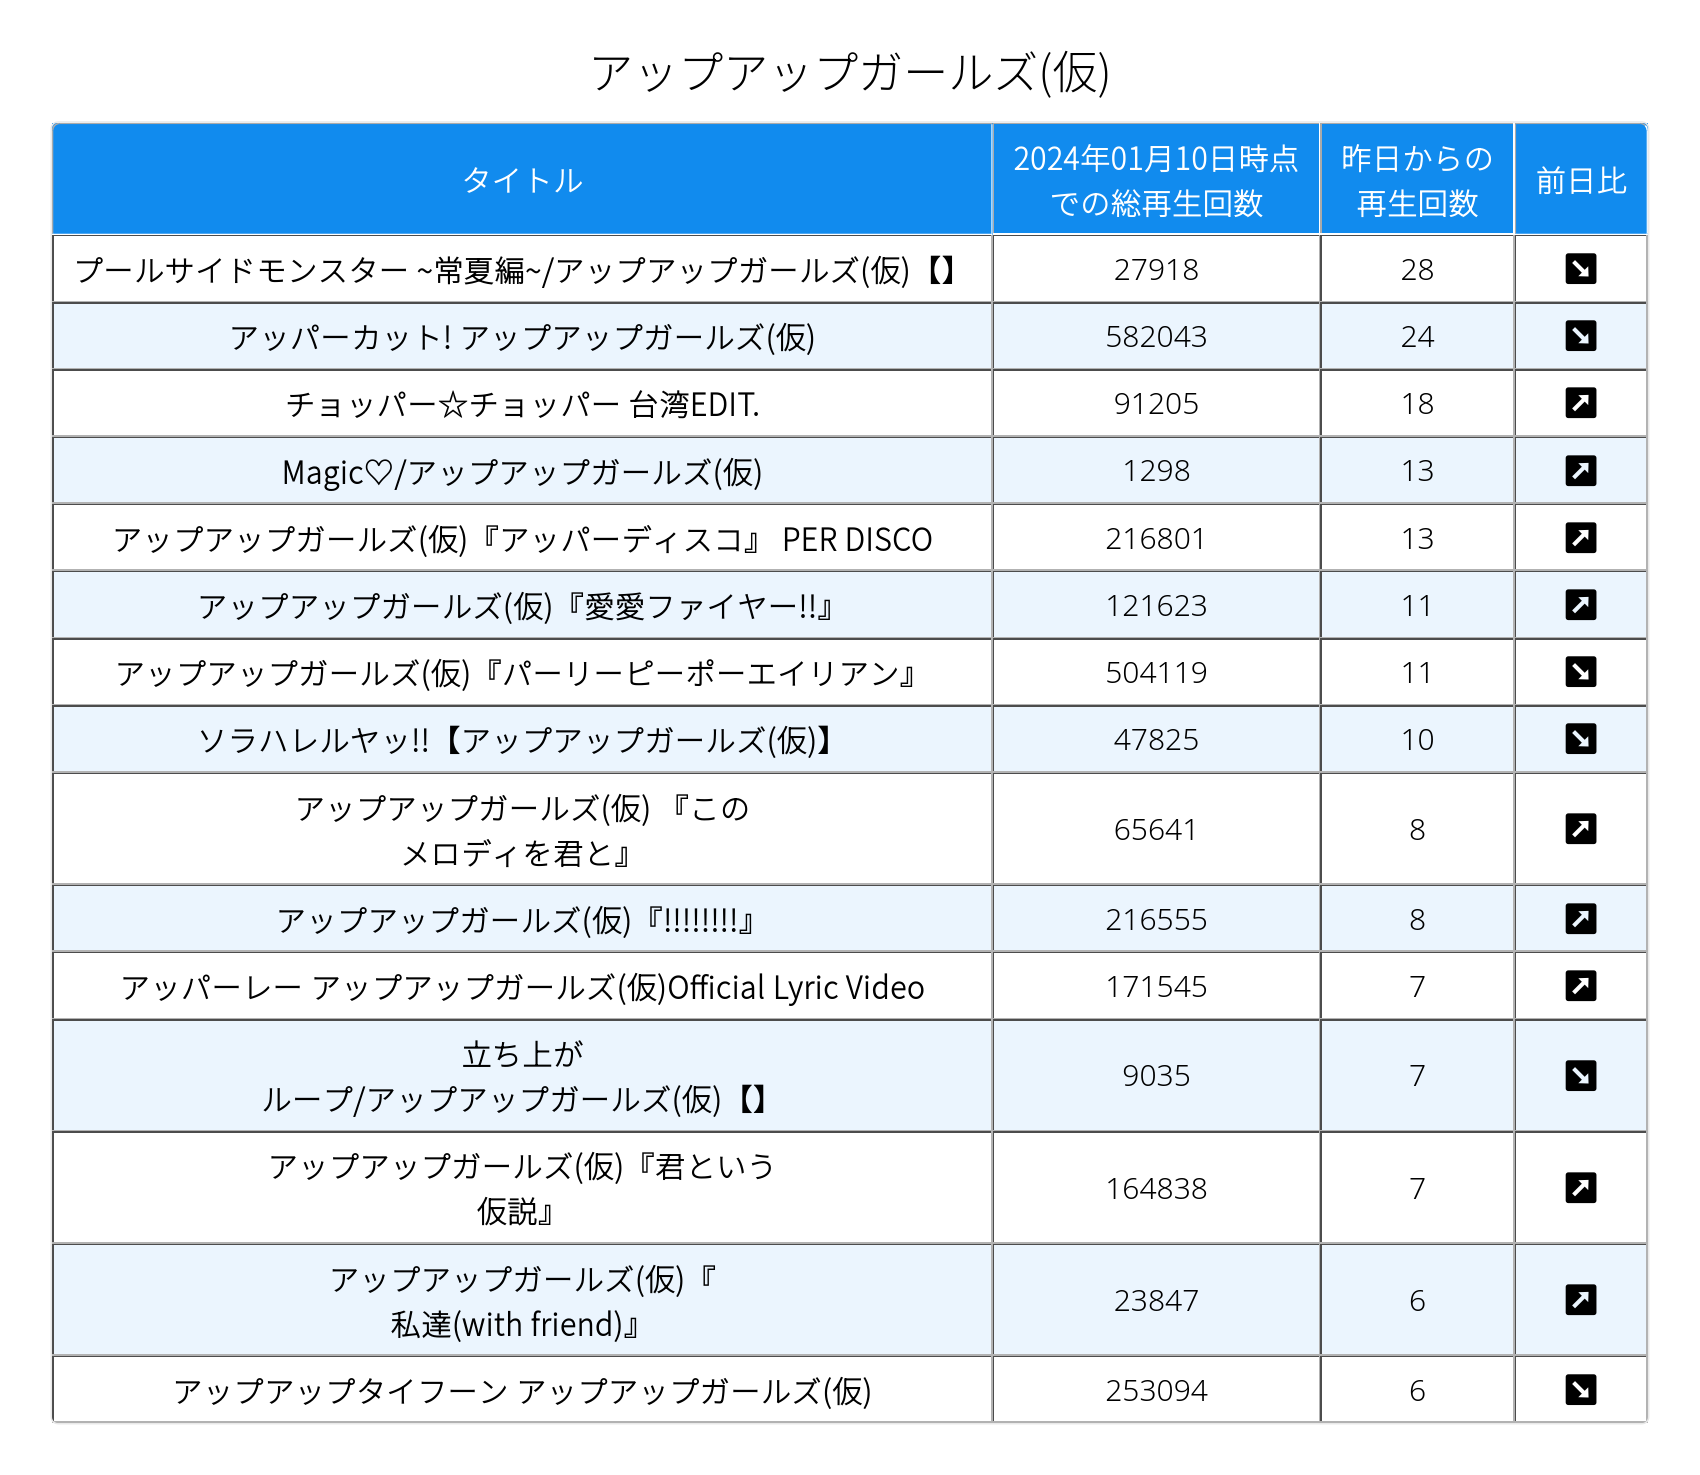 アップアップガールズ(仮)
タイトル
2024年01月10日時点
での総再生回数
昨日からの
再生回数
前日比
プールサイドモンスター ~常夏編~/アップアップガールズ(仮)【】
27918
28
アッパーカット! アップアップガールズ(仮)
582043
24
チョッパー☆チョッパー 台湾EDIT.
91205
18
Magic♡/アップアップガールズ(仮)
1298
13
アップアップガールズ(仮)『アッパーディスコ』 PER DISCO
216801
13
アップアップガールズ(仮)『愛愛ファイヤー!!』
121623
11
アップアップガールズ(仮)『パーリーピーポーエイリアン』
504119
11
ソラハレルヤッ!!【アップアップガールズ(仮)】
47825
10
アップアップガールズ(仮) 『この
メロディを君と』
65641
8
アップアップガールズ(仮)『!!!!!!!!』
216555
8
アッパーレー アップアップガールズ(仮)Official Lyric Video
171545
7
立ち上が
ループ/アップアップガールズ(仮)【】
9035
7
アップアップガールズ(仮)『君という
仮説』
164838
7
アップアップガールズ(仮)『
私達(with friend)』
23847
6
アップアップタイフーン アップアップガールズ(仮)
253094
6